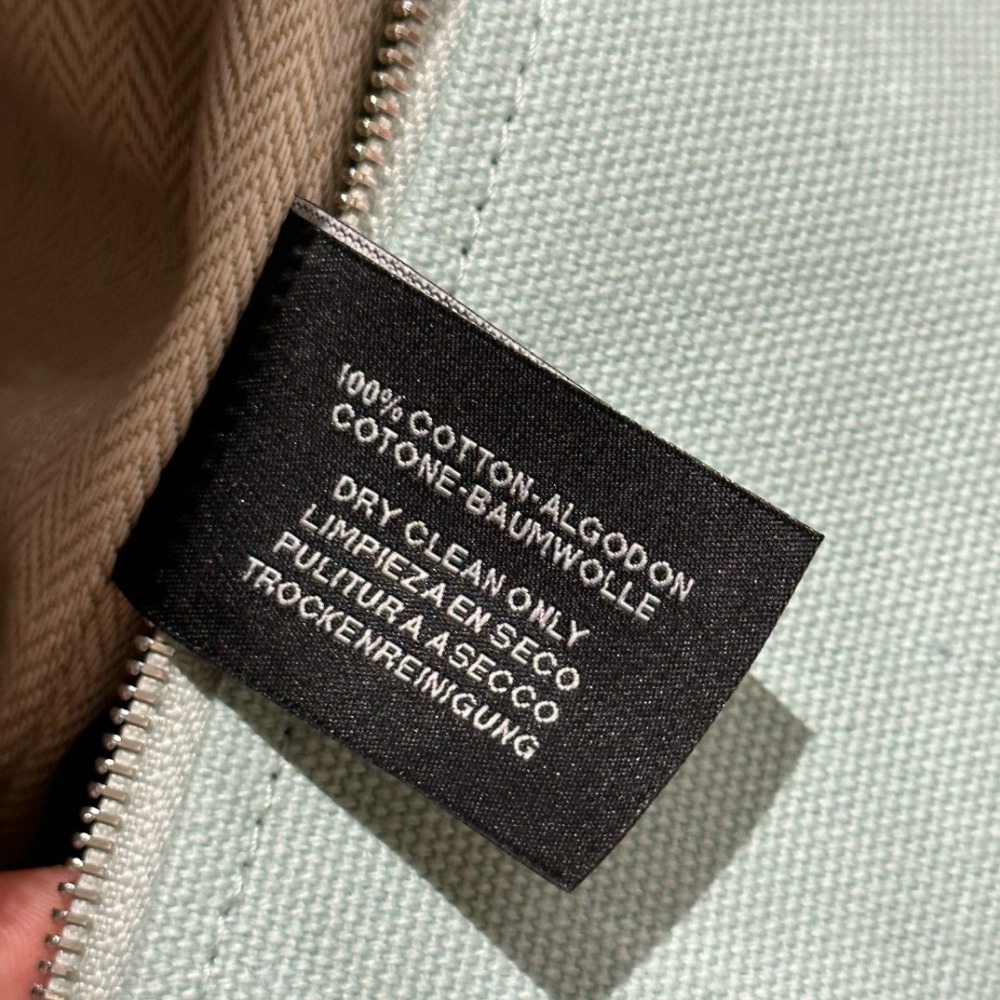 100% COTTON-ALGODON
COTONE-BAUMWOLLE
DRY CLEAN ONLY
LIMPIEZA EN SECO
PULITURA A SECCO
TROCKENREINIGUNG